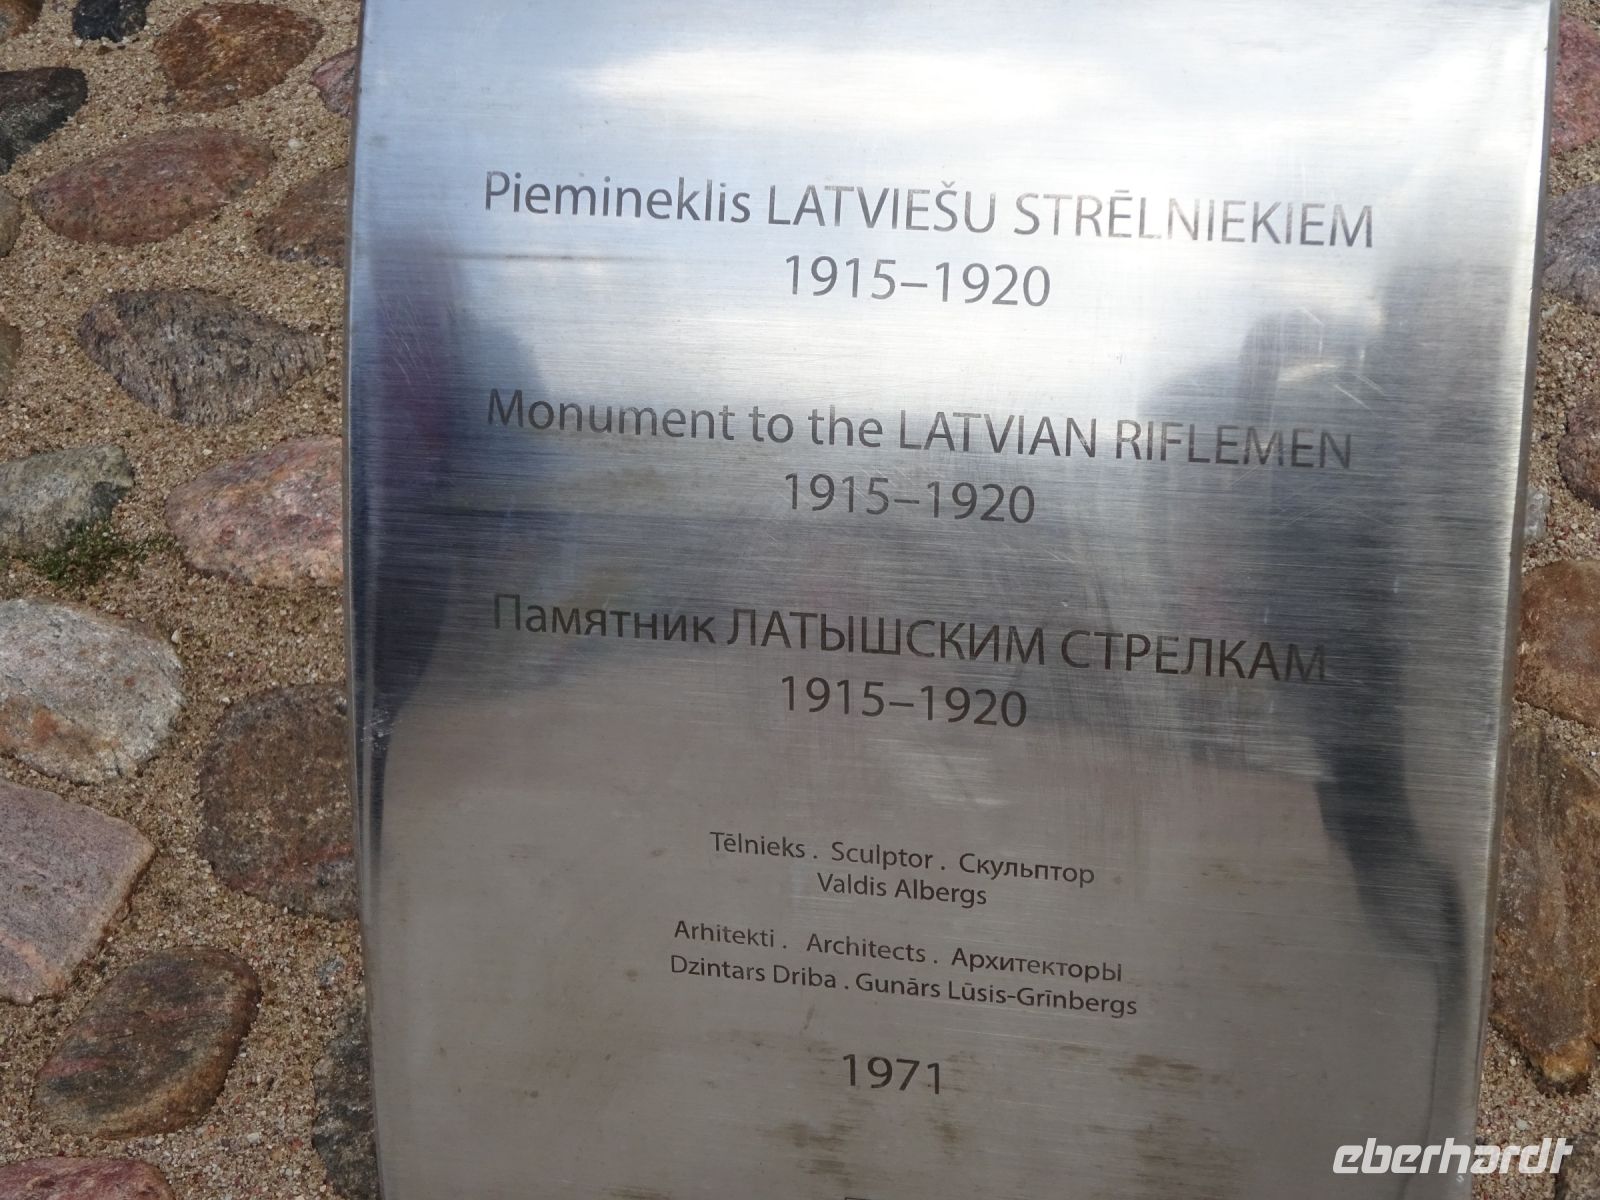 Piemineklis LATVIEŠU STRĒLNIEKIEM
1915–1920
Monument to the LATVIAN RIFLEMEN
1915–1920
Памятник ЛАТЫШСКИМ СТРЕЛКАМ
1915–1920
Tēlnieks . Sculptor . Скульптор
Valdis Albergs
Arhitekti . Architects . Архитекторы
Dzintars Driba . Gunārs Lūsis-Grīnbergs
1971
eberhardt